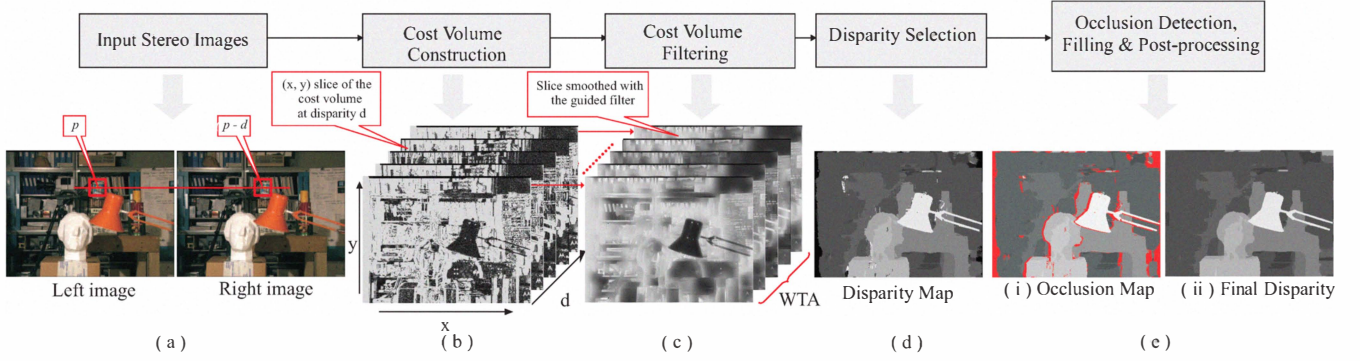 Input Stereo Images
Cost Volume
Construction
Cost Volume
Filtering
Disparity Selection
Occlusion Detection,
Filling & Post-processing
(x, y) slice of the
cost volume
at disparity d
Slice smoothed with
the guided filter
p
p - d
y
x
d
WTA
Left image
Right image
Disparity Map
( i ) Occlusion Map
( ii ) Final Disparity
( a )
( b )
( c )
( d )
( e )